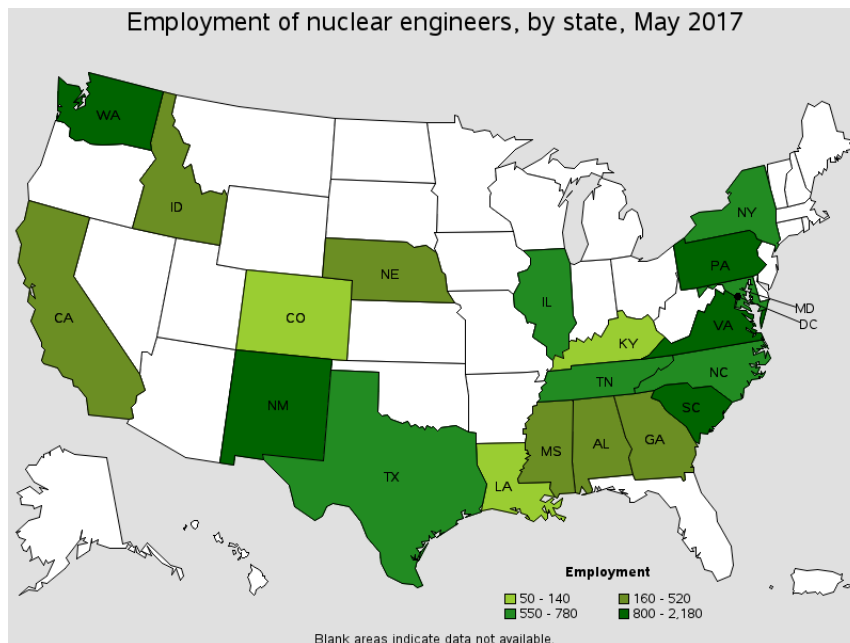 Employment of nuclear engineers, by state, May 2017
WA
ID
NY
NE
PA
IL
MD
CO
CA
VA
DC
KY
NC
TN
NM
SC
MS
AL
GA
TX
LA
Employment
50 - 140
160 - 520
550 - 780
800 - 2,180
Blank areas indicate data not available.